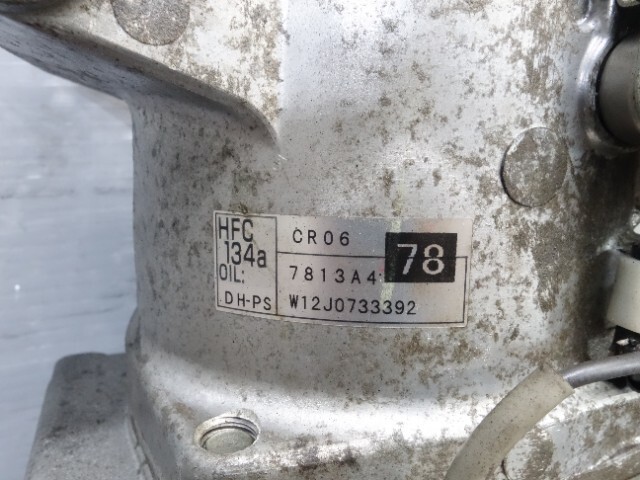 HFC
134a
OIL:
DH-PS
CR06
78
7813A4
W12J0733392